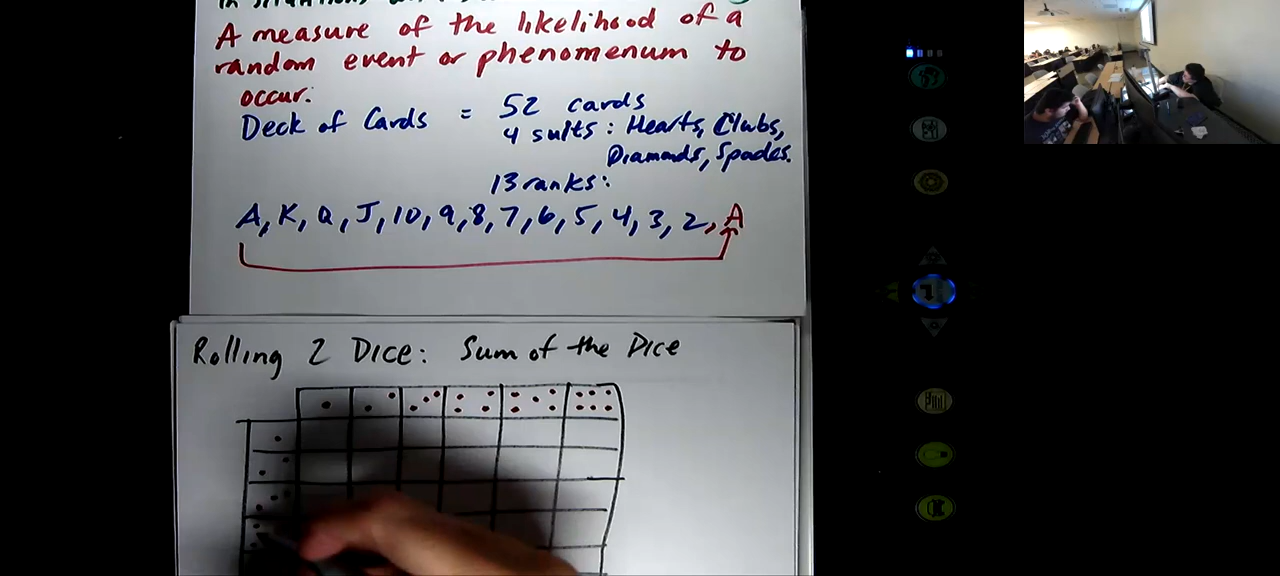 A measure of the likelihood of a
random event or phenomenum to
occur.
Deck of Cards = 52 cards
4 suits: Hearts, Clubs,
Diamonds, Spades.
13 ranks:
A, K, Q, J, 10, 9, 8, 7, 6, 5, 4, 3, 2, A
Rolling 2 Dice: Sum of the Dice